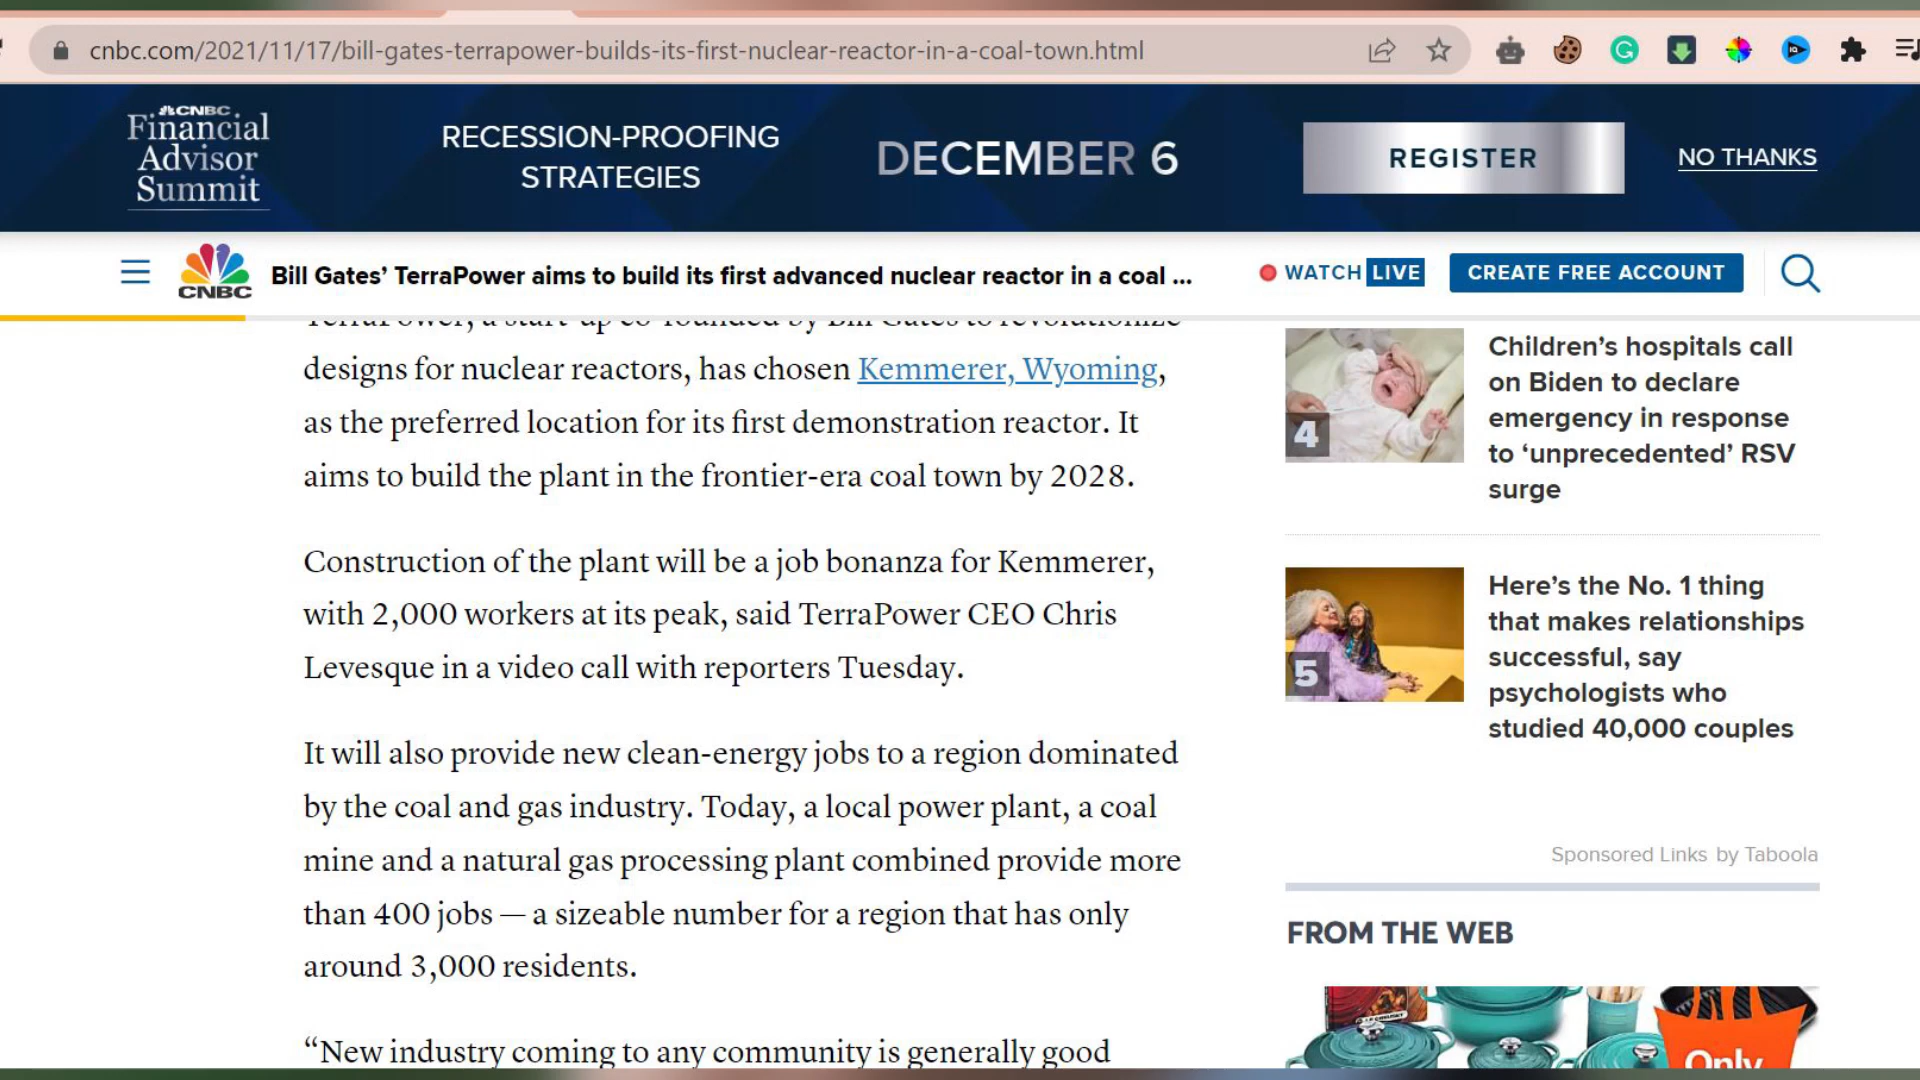 cnbc.com/2021/11/17/bill-gates-terrapower-builds-its-first-nuclear-reactor-in-a-coal-town.html
CNBC
Financial
Advisor
Summit
RECESSION-PROOFING
STRATEGIES
DECEMBER 6
REGISTER
NO THANKS
CNBC
Bill Gates’ TerraPower aims to build its first advanced nuclear reactor in a coal ...
WATCH LIVE
CREATE FREE ACCOUNT
TerraPower, a start-up co-founded by Bill Gates to revolutionize
designs for nuclear reactors, has chosen Kemmerer, Wyoming,
as the preferred location for its first demonstration reactor. It
aims to build the plant in the frontier-era coal town by 2028.
Construction of the plant will be a job bonanza for Kemmerer,
with 2,000 workers at its peak, said TerraPower CEO Chris
Levesque in a video call with reporters Tuesday.
It will also provide new clean-energy jobs to a region dominated
by the coal and gas industry. Today, a local power plant, a coal
mine and a natural gas processing plant combined provide more
than 400 jobs — a sizeable number for a region that has only
around 3,000 residents.
“New industry coming to any community is generally good
4
Children’s hospitals call
on Biden to declare
emergency in response
to ‘unprecedented’ RSV
surge
5
Here’s the No. 1 thing
that makes relationships
successful, say
psychologists who
studied 40,000 couples
Sponsored Links by Taboola
FROM THE WEB
LE CREUSET
Only